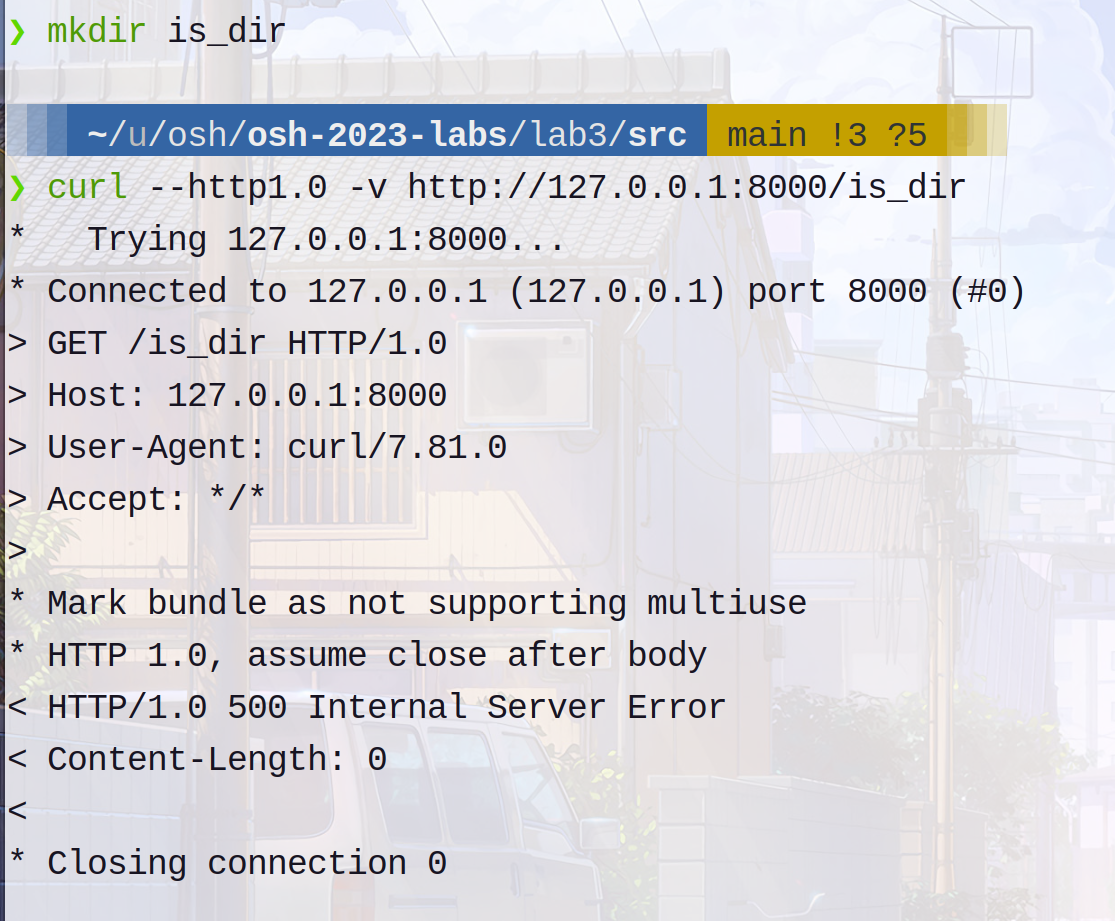 ❯ mkdir is_dir
~/u/osh/osh-2023-labs/lab3/src main !3 ?5
❯ curl --http1.0 -v http://127.0.0.1:8000/is_dir
*   Trying 127.0.0.1:8000...
* Connected to 127.0.0.1 (127.0.0.1) port 8000 (#0)
> GET /is_dir HTTP/1.0
> Host: 127.0.0.1:8000
> User-Agent: curl/7.81.0
> Accept: */*
>
* Mark bundle as not supporting multiuse
* HTTP 1.0, assume close after body
< HTTP/1.0 500 Internal Server Error
< Content-Length: 0
<
* Closing connection 0